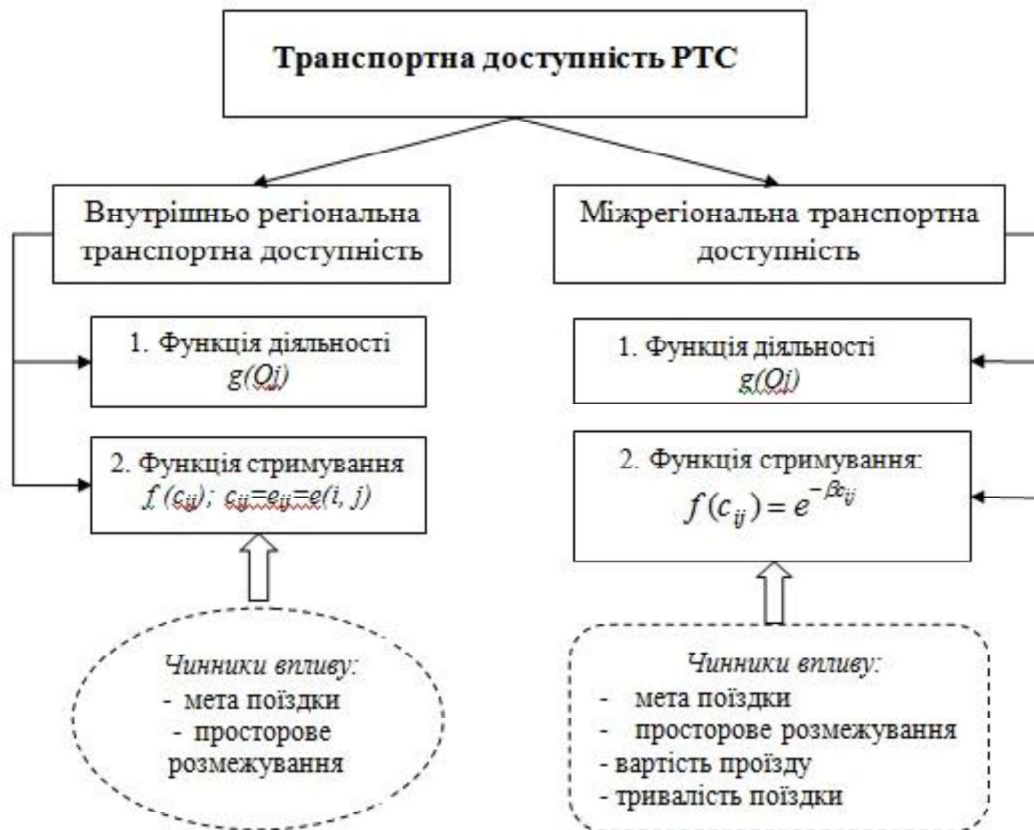 Транспортна доступність РТС
Внутрішньо регіональна
транспортна доступність
1. Функція діяльності
g(Oj)
2. Функція стримування
f (cij); cij=eij=e(i, j)
Чинники впливу:
- мета поїздки
- просторове
розмежування
Міжрегіональна транспортна
доступність
1. Функція діяльності
g(Oj)
2. Функція стримування:
f(cij) = e^{-βcij}
Чинники впливу:
- мета поїздки
- просторове розмежування
- вартість проїзду
- тривалість поїздки